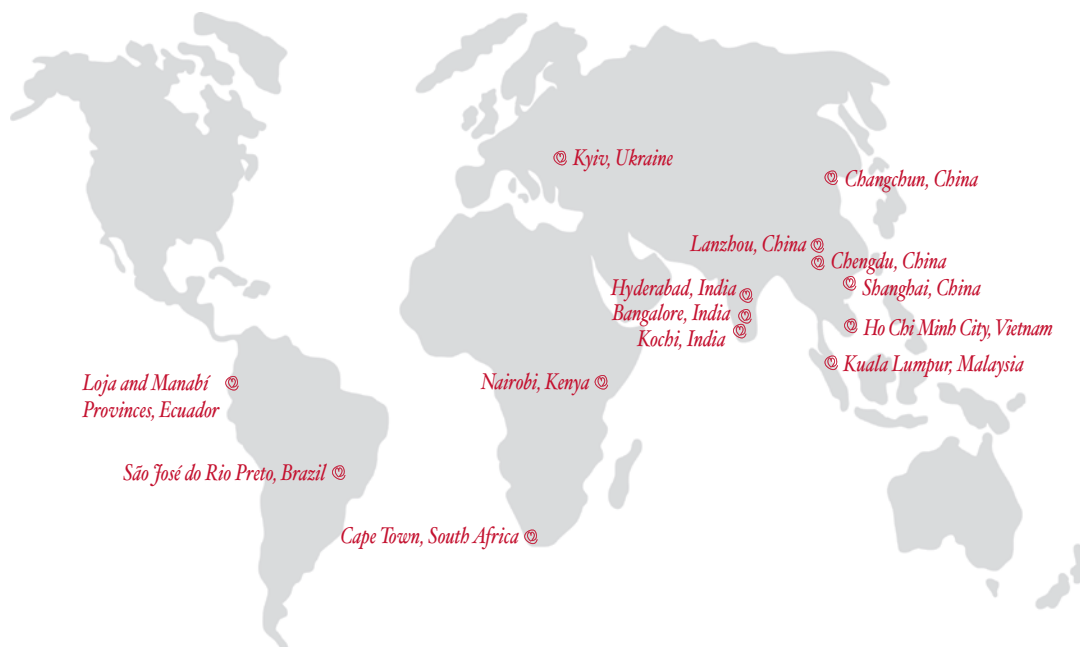 Kyiv, Ukraine
Changchun, China
Lanzhou, China
Chengdu, China
Hyderabad, India
Shanghai, China
Bangalore, India
Ho Chi Minh City, Vietnam
Kochi, India
Kuala Lumpur, Malaysia
Loja and Manabí
Provinces, Ecuador
Nairobi, Kenya
São José do Rio Preto, Brazil
Cape Town, South Africa